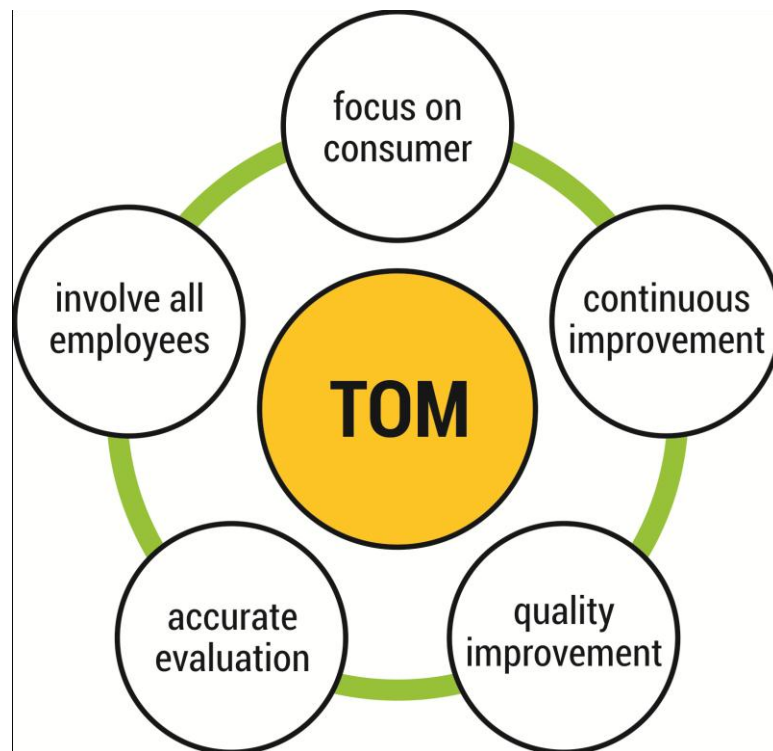 focus on
consumer
continuous
improvement
quality
improvement
accurate
evaluation
involve all
employees
TOM